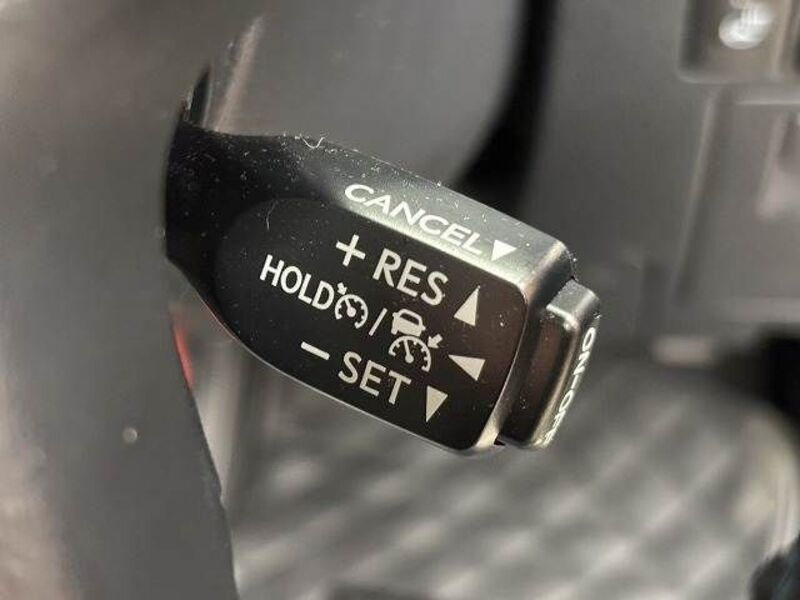 CANCEL▼
+ RES ▲
HOLD /
− SET ▼
ON-OFF